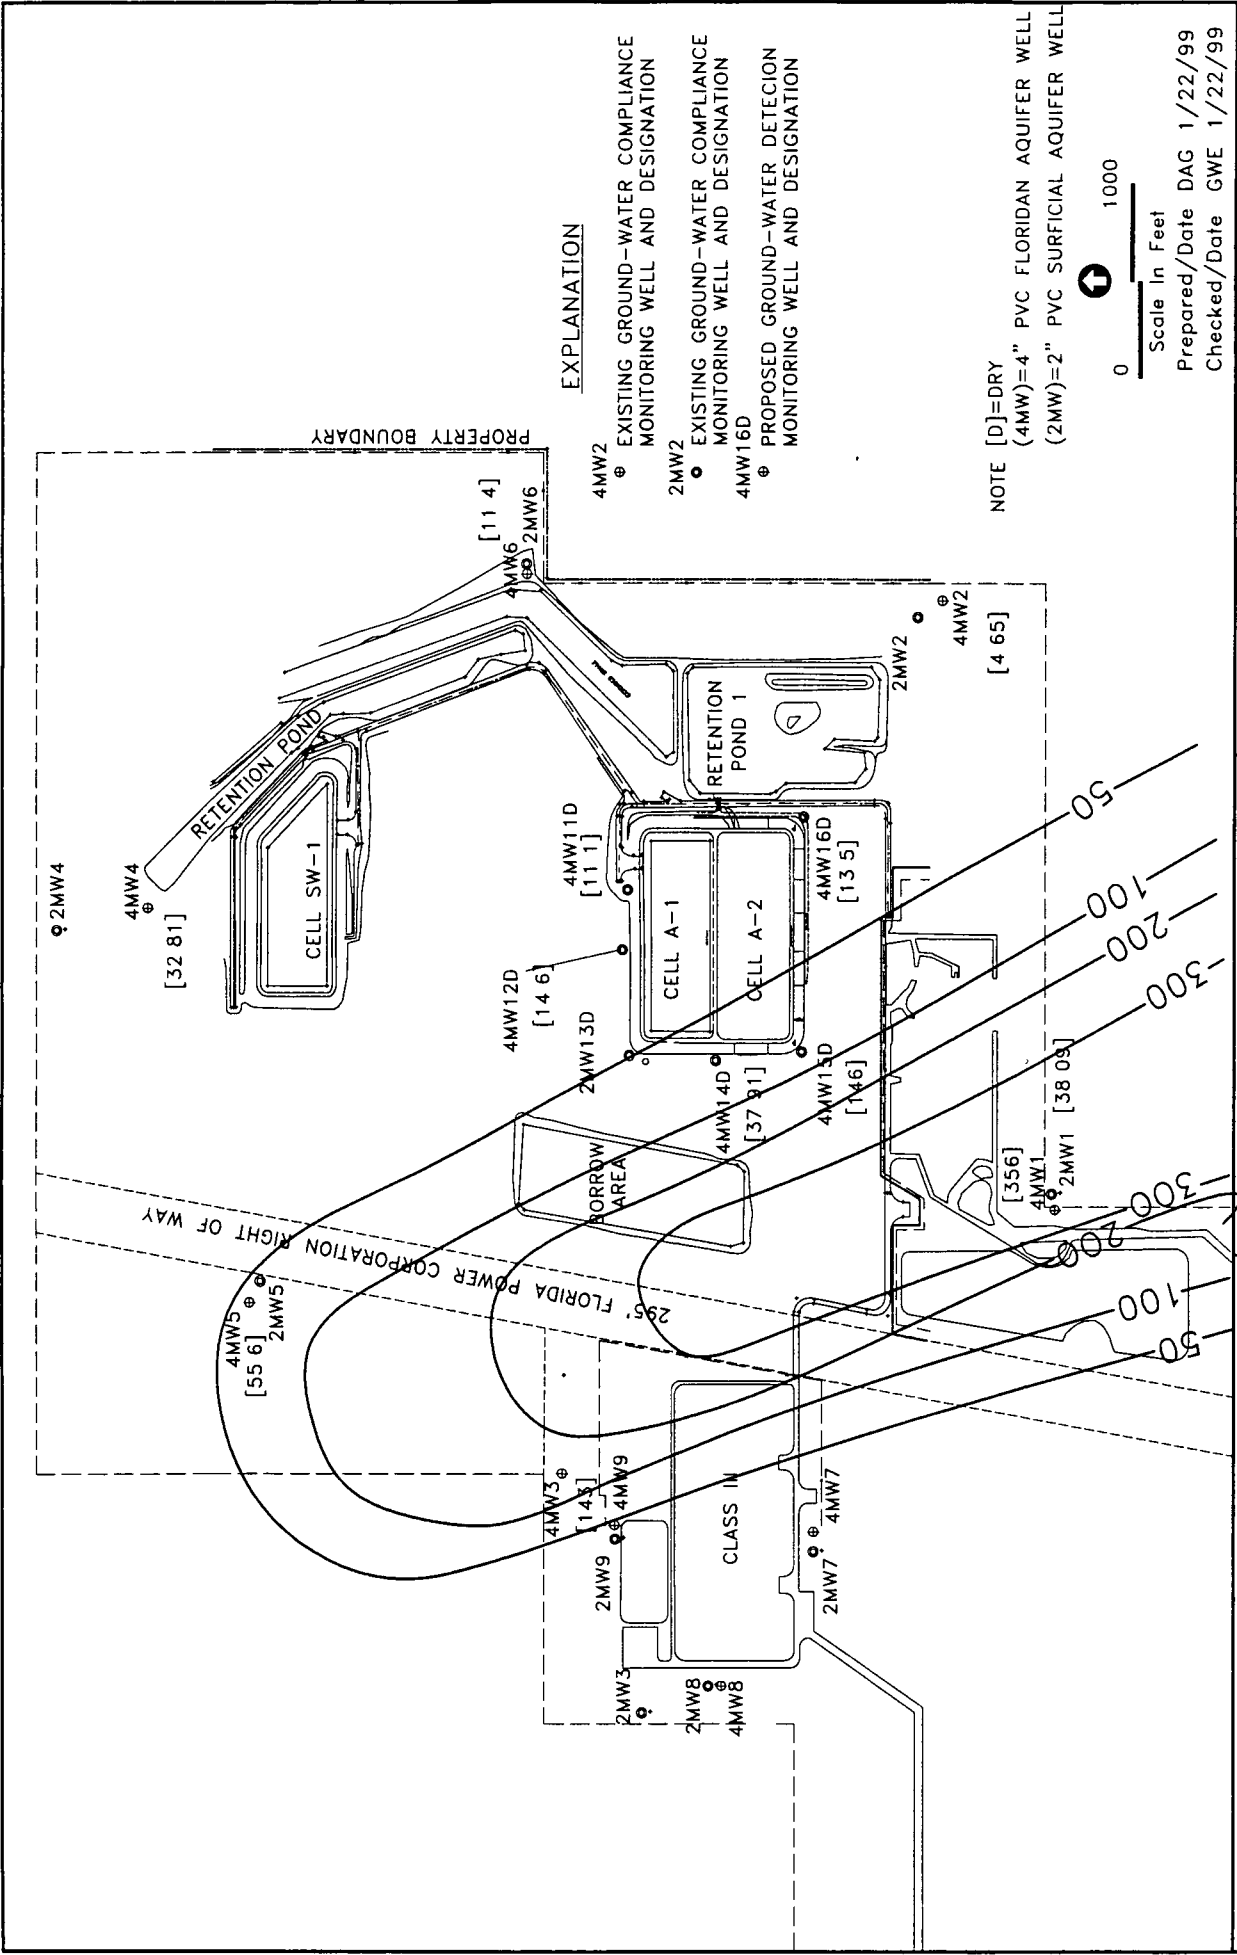 2MW4
4MW4
[32 81]
RETENTION POND
CELL SW-1
PROPERTY BOUNDARY
[11 4]
4MW6
2MW6
4MW5
[55 6]
2MW5
295' FLORIDA POWER CORPORATION RIGHT OF WAY
4MW12D
[14 6]
4MW11D
[11 1]
2MW13D
CELL A-1
CELL A-2
RETENTION
POND 1
4MW14D
[37 91]
4MW15D
[146]
4MW16D
[13 5]
BORROW
AREA
4MW3
[143]
4MW9
2MW9
CLASS
2MW3
2MW8
4MW8
4MW7
2MW7
2MW2
4MW2
[4 65]
[356]
4MW1
2MW1 [38 09]
50
100
200
300
300
200
100
50
EXPLANATION
4MW2
EXISTING GROUND-WATER COMPLIANCE
MONITORING WELL AND DESIGNATION
2MW2
EXISTING GROUND-WATER COMPLIANCE
MONITORING WELL AND DESIGNATION
4MW16D
PROPOSED GROUND-WATER DETECION
MONITORING WELL AND DESIGNATION
NOTE [D]=DRY
(4MW)=4" PVC FLORIDAN AQUIFER WELL
(2MW)=2" PVC SURFICIAL AQUIFER WELL
0 1000
Scale In Feet
Prepared/Date DAG 1/22/99
Checked/Date GWE 1/22/99